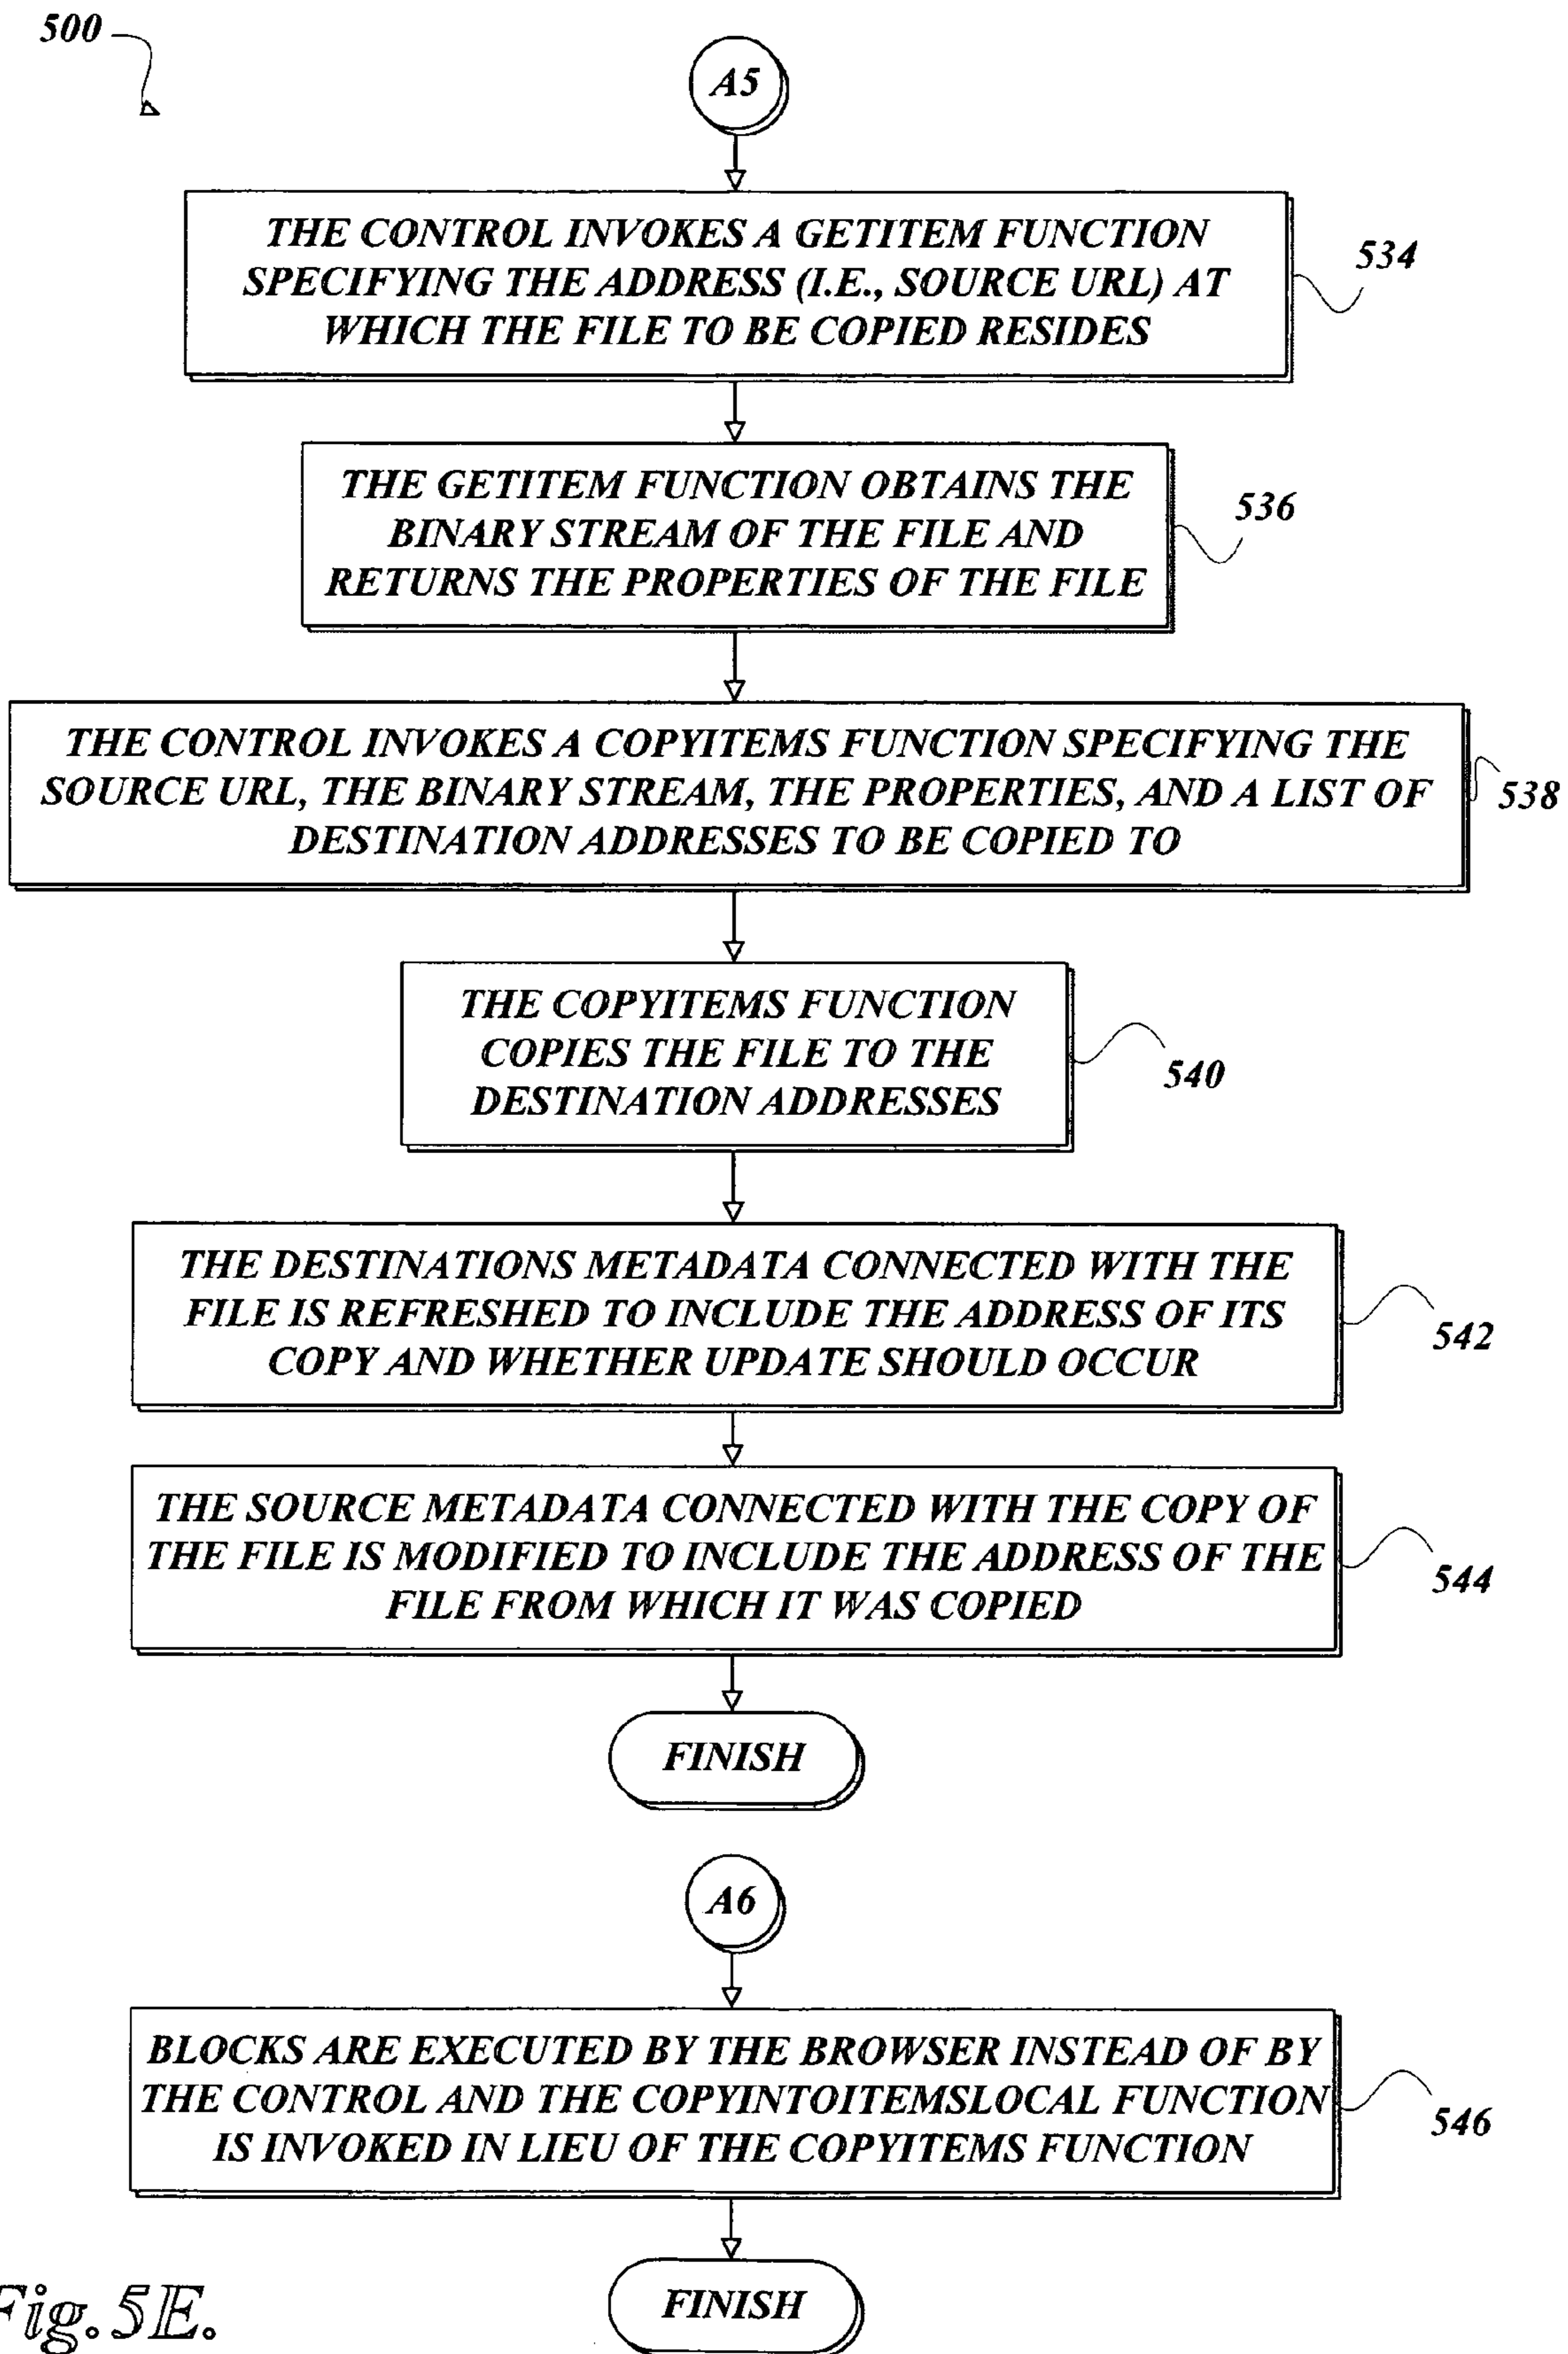 500
A5
THE CONTROL INVOKES A GETITEM FUNCTION
SPECIFYING THE ADDRESS (I.E., SOURCE URL) AT
WHICH THE FILE TO BE COPIED RESIDES
534
THE GETITEM FUNCTION OBTAINS THE
BINARY STREAM OF THE FILE AND
RETURNS THE PROPERTIES OF THE FILE
536
THE CONTROL INVOKES A COPYITEMS FUNCTION SPECIFYING THE
SOURCE URL, THE BINARY STREAM, THE PROPERTIES, AND A LIST OF
DESTINATION ADDRESSES TO BE COPIED TO
538
THE COPYITEMS FUNCTION
COPIES THE FILE TO THE
DESTINATION ADDRESSES
540
THE DESTINATIONS METADATA CONNECTED WITH THE
FILE IS REFRESHED TO INCLUDE THE ADDRESS OF ITS
COPY AND WHETHER UPDATE SHOULD OCCUR
542
THE SOURCE METADATA CONNECTED WITH THE COPY OF
THE FILE IS MODIFIED TO INCLUDE THE ADDRESS OF THE
FILE FROM WHICH IT WAS COPIED
544
FINISH
A6
BLOCKS ARE EXECUTED BY THE BROWSER INSTEAD OF BY
THE CONTROL AND THE COPYINTOITEMSLOCAL FUNCTION
IS INVOKED IN LIEU OF THE COPYITEMS FUNCTION
546
FINISH
Fig. 5E.